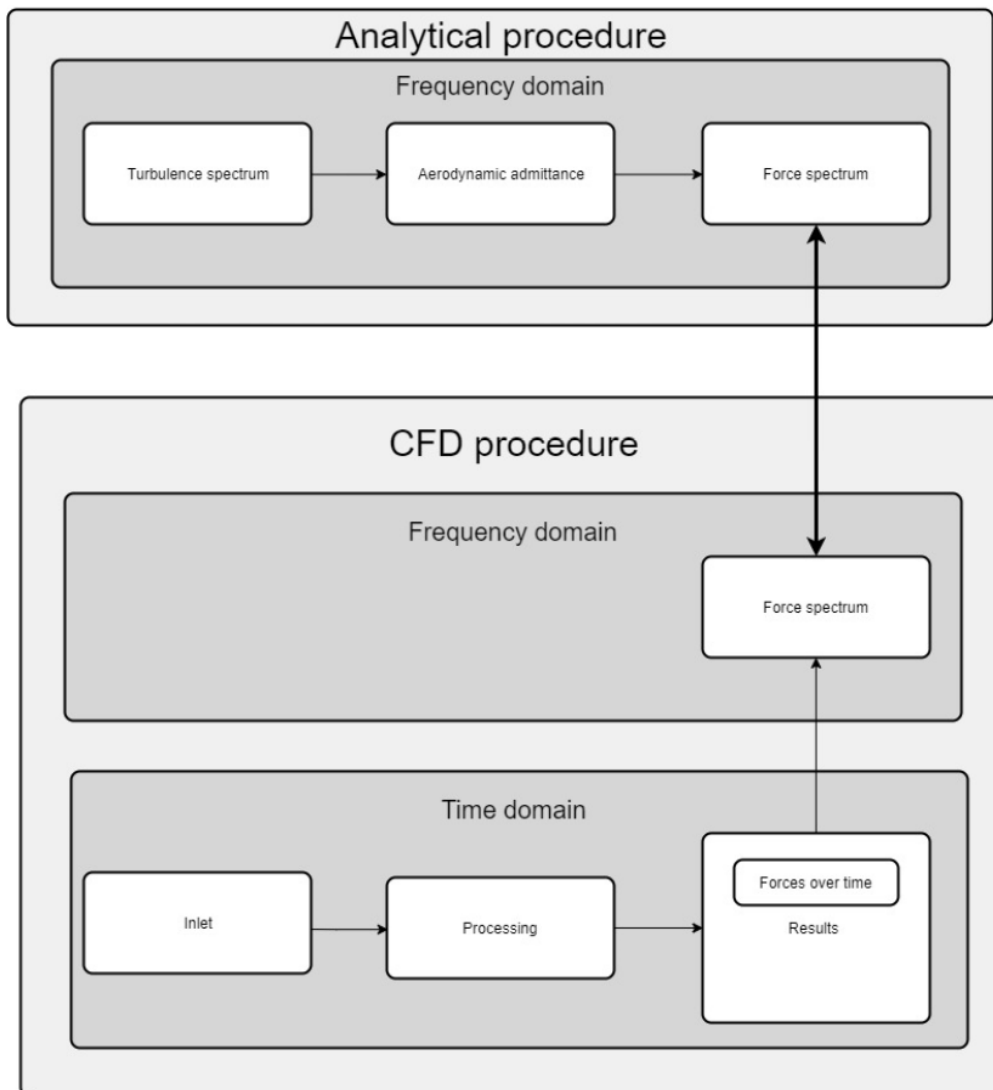 Analytical procedure
Frequency domain
Turbulence spectrum
Aerodynamic admittance
Force spectrum
CFD procedure
Frequency domain
Force spectrum
Time domain
Inlet
Processing
Forces over time
Results